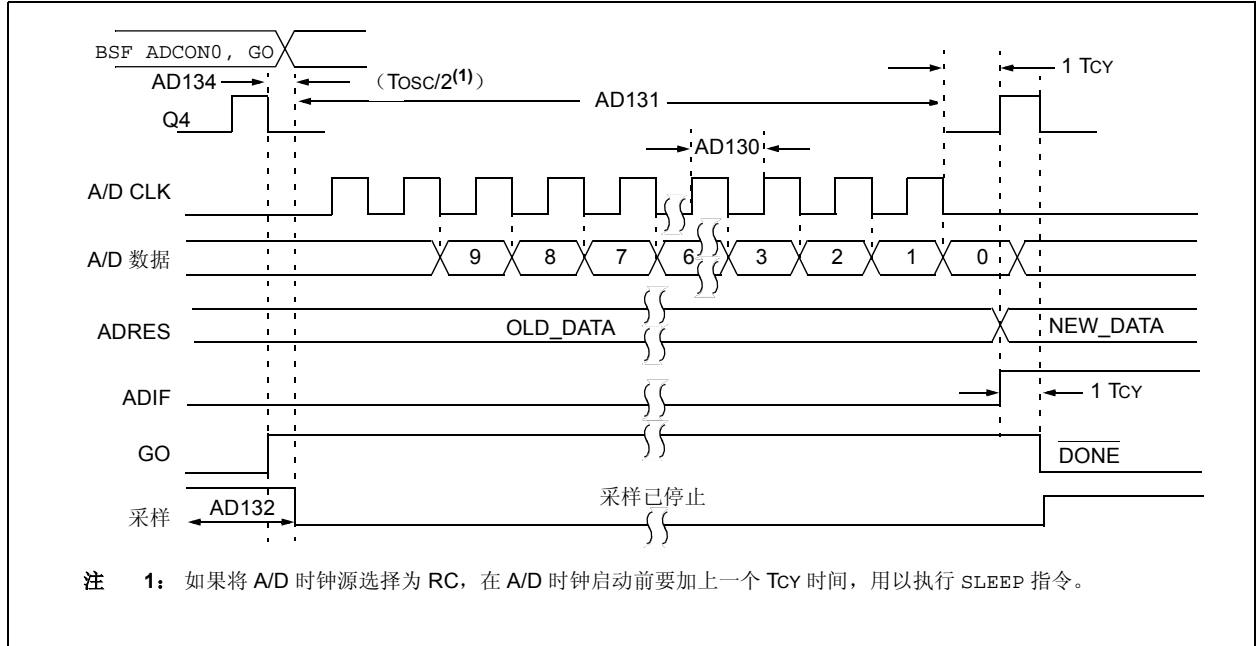 BSF ADCON0, GO
AD134
（TOSC/2(1)）
1 TCY
AD131
Q4
AD130
A/D CLK
A/D 数据
9 8 7 6 3 2 1 0
ADRES
OLD_DATA
NEW_DATA
ADIF
1 TCY
GO
DONE
采样
AD132
采样已停止
注 1： 如果将 A/D 时钟源选择为 RC，在 A/D 时钟启动前要加上一个 TCY 时间，用以执行 SLEEP 指令。